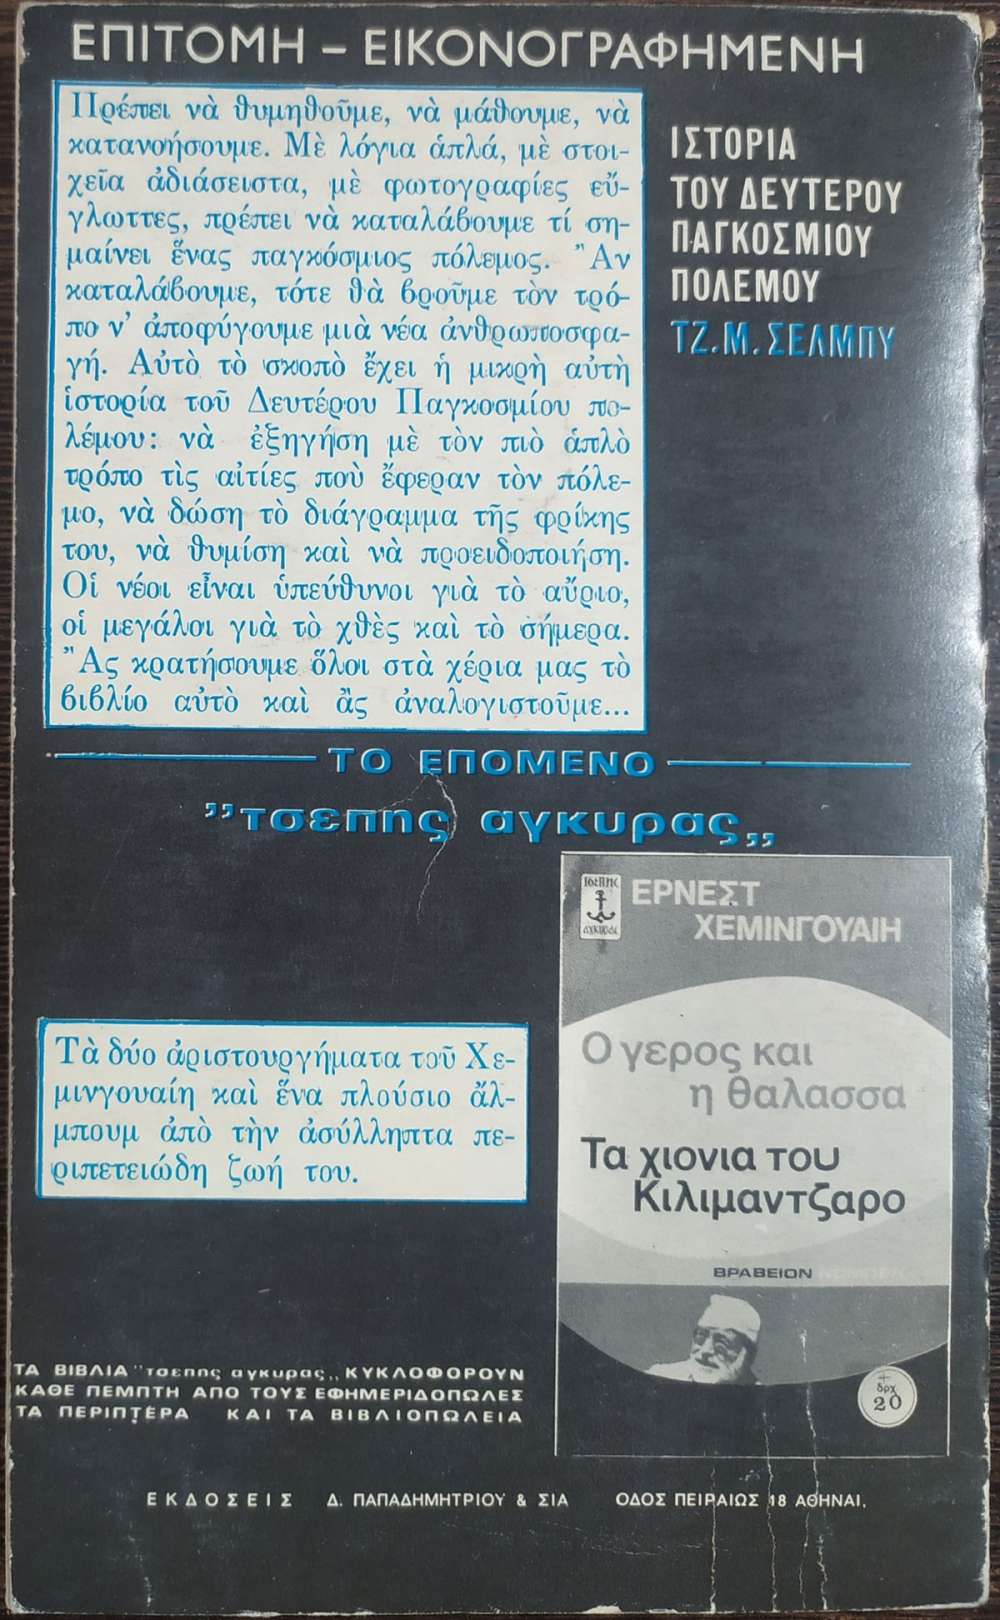 ΕΠΙΤΟΜΗ – ΕΙΚΟΝΟΓΡΑΦΗΜΕΝΗ
ΙΣΤΟΡΙΑ
ΤΟΥ ΔΕΥΤΕΡΟΥ
ΠΑΓΚΟΣΜΙΟΥ
ΠΟΛΕΜΟΥ
ΤΖ.Μ.ΣΕΛΜΠΥ
Πρέπει νὰ θυμηθοῦμε, νὰ μάθουμε, νὰ
κατανοήσουμε. Μὲ λόγια ἁπλά, μὲ στοι-
χεῖα ἀδιάσειστα, μὲ φωτογραφίες εὔ-
γλωττες, πρέπει νὰ καταλάβουμε τί ση-
μαίνει ἕνας παγκόσμιος πόλεμος. Ἂν
καταλάβουμε, τότε θὰ βροῦμε τὸν τρό-
πο ν' ἀποφύγουμε μιὰ νέα ἀνθρωποσφα-
γή. Αὐτὸ τὸ σκοπὸ ἔχει ἡ μικρὴ αὐτὴ
ἱστορία τοῦ Δευτέρου Παγκοσμίου πο-
λέμου: νὰ ἐξηγήση μὲ τὸν πιὸ ἁπλὸ
τρόπο τὶς αἰτίες ποὺ ἔφεραν τὸν πόλε-
μο, νὰ δώση τὸ διάγραμμα τῆς φρίκης
του, νὰ θυμίση καὶ νὰ προειδοποιήση.
Οἱ νέοι εἶναι ὑπεύθυνοι γιὰ τὸ αὔριο,
οἱ μεγάλοι γιὰ τὸ χθὲς καὶ τὸ σήμερα.
Ἂς κρατήσουμε ὅλοι στὰ χέρια μας τὸ
βιβλίο αὐτὸ καὶ ἂς ἀναλογιστοῦμε...
ΤΟ ΕΠΟΜΕΝΟ
"τσεπης αγκυρας„
τσεπης
αγκυρας
ΕΡΝΕΣΤ
ΧΕΜΙΝΓΟΥΑΙΗ
Ο γερος και
η θαλασσα
Τα χιονια του
Κιλιμαντζαρο
ΒΡΑΒΕΙΟΝ ΝΟΜΠΕΛ
+
δρχ
20
Τὰ δύο ἀριστουργήματα τοῦ Χε-
μινγουαίη καὶ ἕνα πλούσιο ἄλ-
μπουμ ἀπὸ τὴν ἀσύλληπτα πε-
ριπετειώδη ζωή του.
ΤΑ ΒΙΒΛΙΑ "τσεπης αγκυρας„ ΚΥΚΛΟΦΟΡΟΥΝ
ΚΑΘΕ ΠΕΜΠΤΗ ΑΠΟ ΤΟΥΣ ΕΦΗΜΕΡΙΔΟΠΩΛΕΣ
ΤΑ ΠΕΡΙΠΤΕΡΑ ΚΑΙ ΤΑ ΒΙΒΛΙΟΠΩΛΕΙΑ
ΕΚΔΟΣΕΙΣ Δ. ΠΑΠΑΔΗΜΗΤΡΙΟΥ & ΣΙΑ ΟΔΟΣ ΠΕΙΡΑΙΩΣ 18 ΑΘΗΝΑΙ.